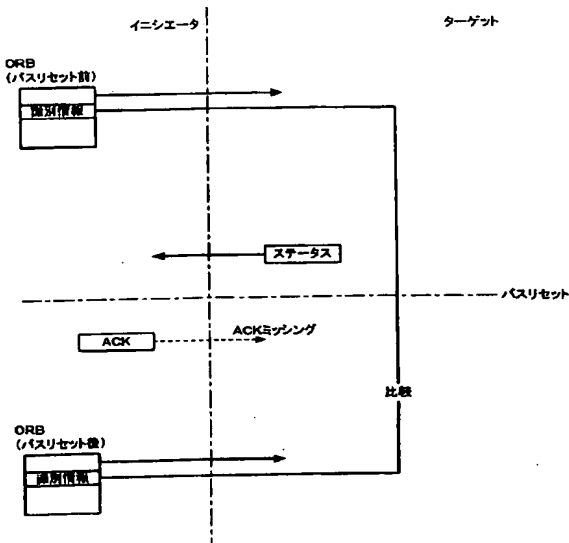 イニシエータ
ターゲット
ORB
(バスリセット前)
識別情報
ステータス
バスリセット
ACK
ACKミッシング
比較
ORB
(バスリセット後)
識別情報